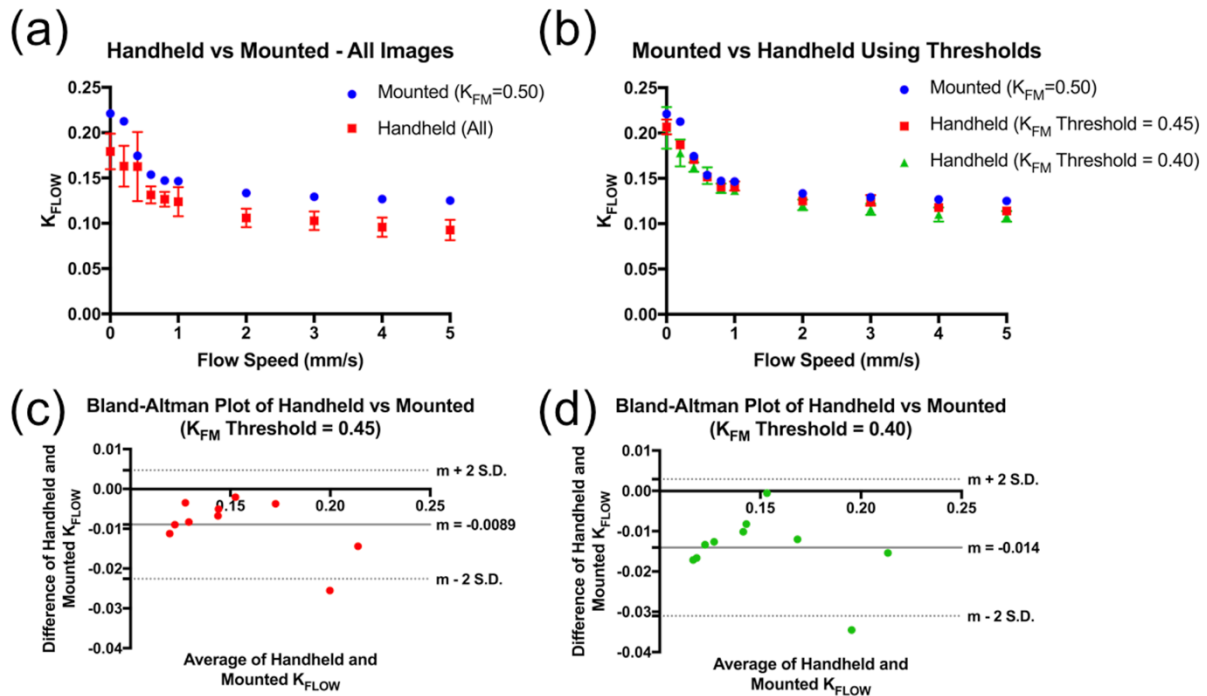 (a)
Handheld vs Mounted - All Images
Mounted (KFM=0.50)
Handheld (All)
0.25
0.20
0.15
0.10
0.05
0.00
KFLOW
0 1 2 3 4 5
Flow Speed (mm/s)
(b)
Mounted vs Handheld Using Thresholds
Mounted (KFM=0.50)
Handheld (KFM Threshold = 0.45)
Handheld (KFM Threshold = 0.40)
0.25
0.20
0.15
0.10
0.05
0.00
KFLOW
0 1 2 3 4 5
Flow Speed (mm/s)
(c)
Bland-Altman Plot of Handheld vs Mounted
(KFM Threshold = 0.45)
0.01
0.00
-0.01
-0.02
-0.03
-0.04
Difference of Handheld and
Mounted KFLOW
0.15 0.20 0.25
m + 2 S.D.
m = -0.0089
m - 2 S.D.
Average of Handheld and
Mounted KFLOW
(d)
Bland-Altman Plot of Handheld vs Mounted
(KFM Threshold = 0.40)
0.01
0.00
-0.01
-0.02
-0.03
-0.04
Difference of Handheld and
Mounted KFLOW
0.15 0.20 0.25
m + 2 S.D.
m = -0.014
m - 2 S.D.
Average of Handheld and
Mounted KFLOW